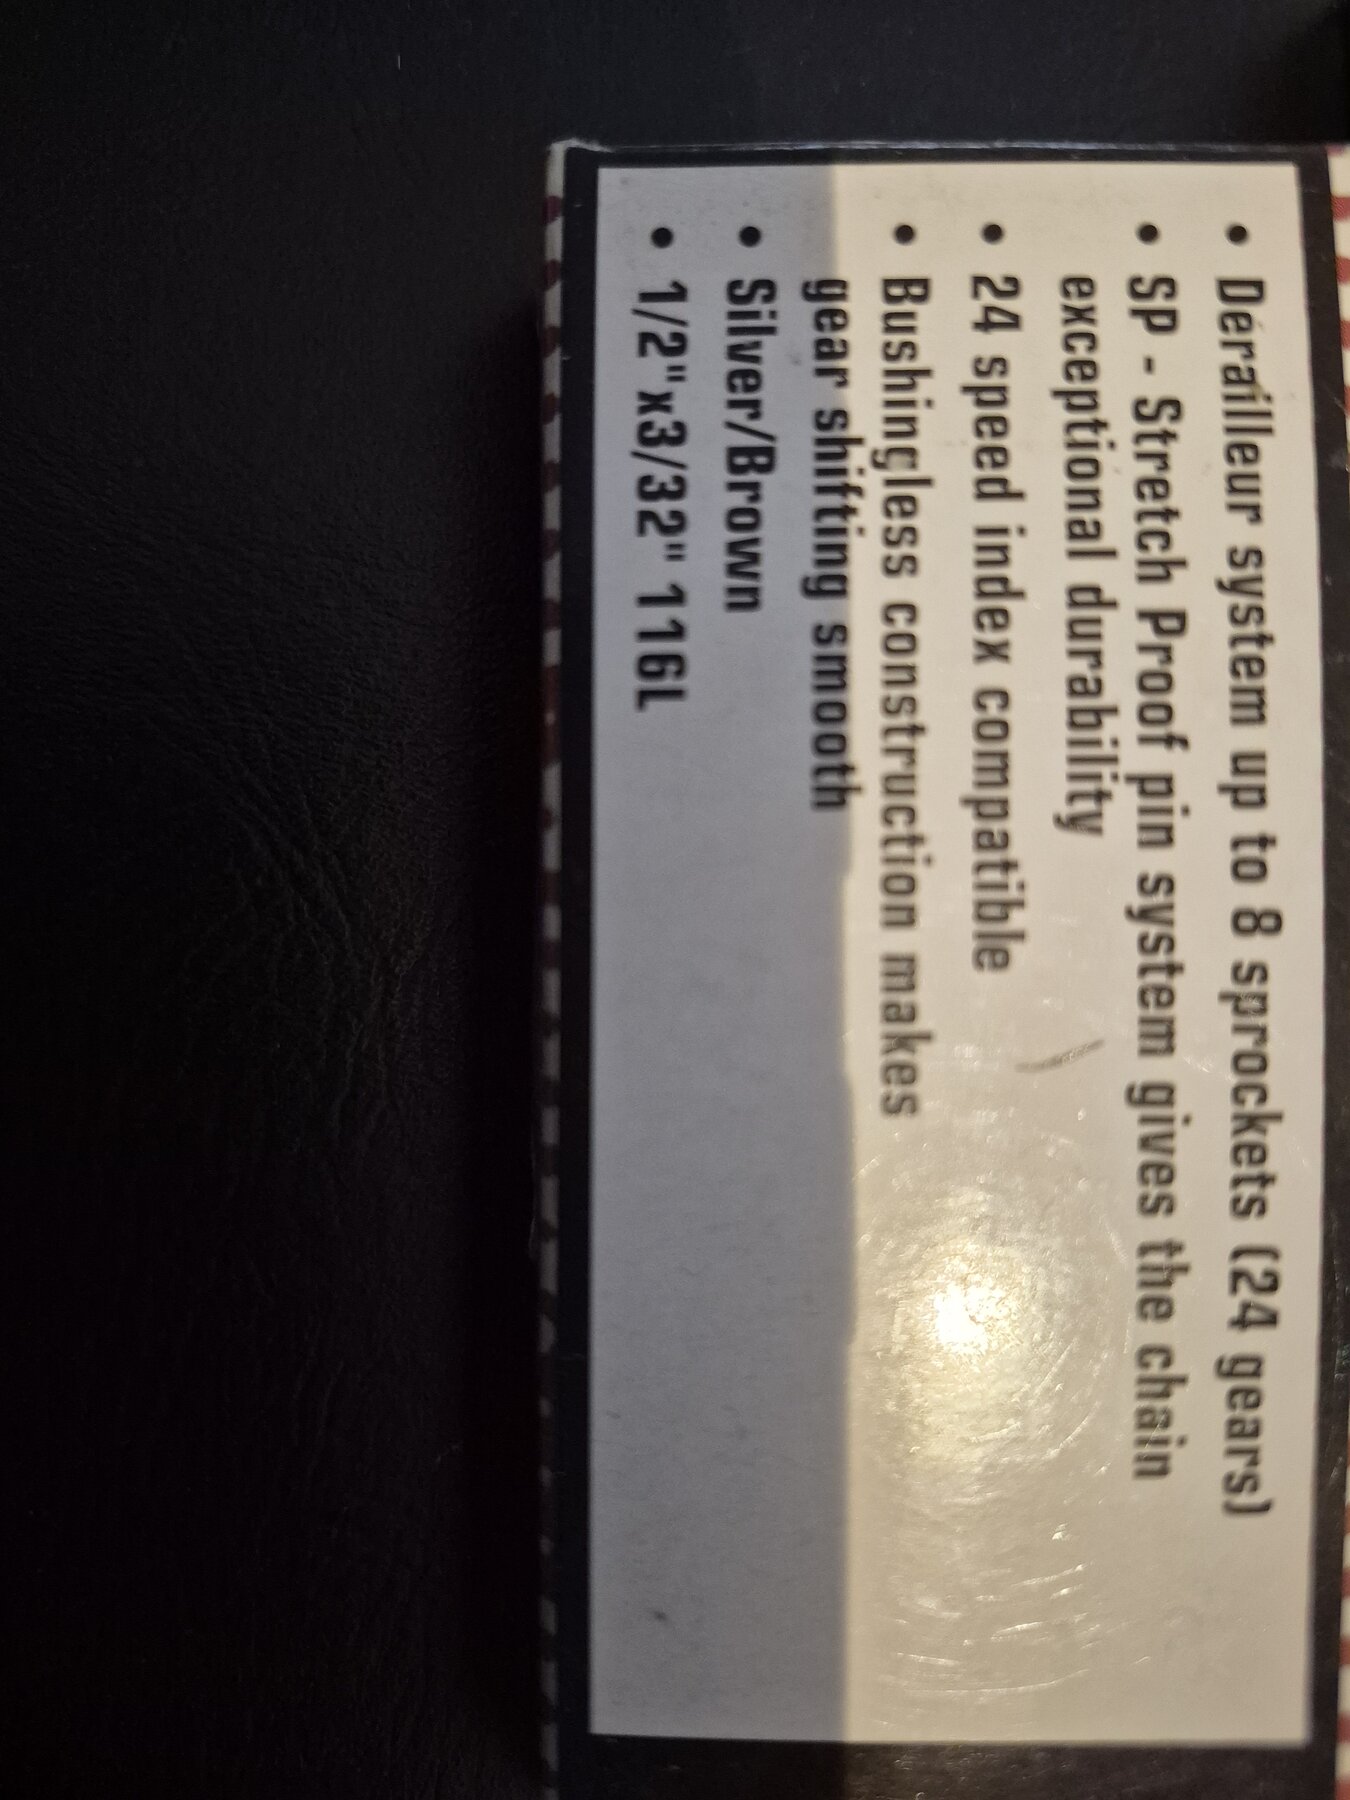 • Dérailleur system up to 8 sprockets (24 gears)
• SP - Stretch Proof pin system gives the chain
exceptional durability
• 24 speed index compatible
• Bushingless construction makes
gear shifting smooth
• Silver/Brown
• 1/2"x3/32" 116L